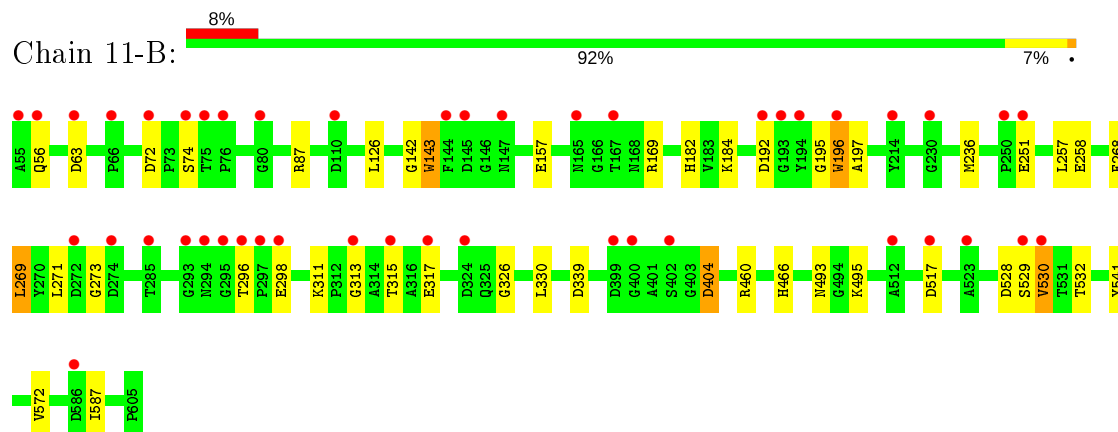 8%
Chain 11-B:
92% 7% •
A55 Q56 D63 P66 D72 P73 S74 T75 P76 G80 R87 D110 L126 G142 W143 F144 D145 G146 N147 E157 N165 G166 T167 N168 R169 H182 V183 K184 D192 G193 Y194 G195 W196 A197 Y214 G230 M236 P250 E251 L257 E258
L269 Y270 L271 D272 G273 D274 T285 G293 N294 G295 T296 P297 E298 K311 P312 G313 A314 T315 A316 E317 D324 Q325 G326 L330 D339 D399 G400 A401 S402 G403 D404 R460 H466 N493 G494 K495 A512 D517 A523 D528 S529 V530 T531 T532
V572 D586 I587 P605